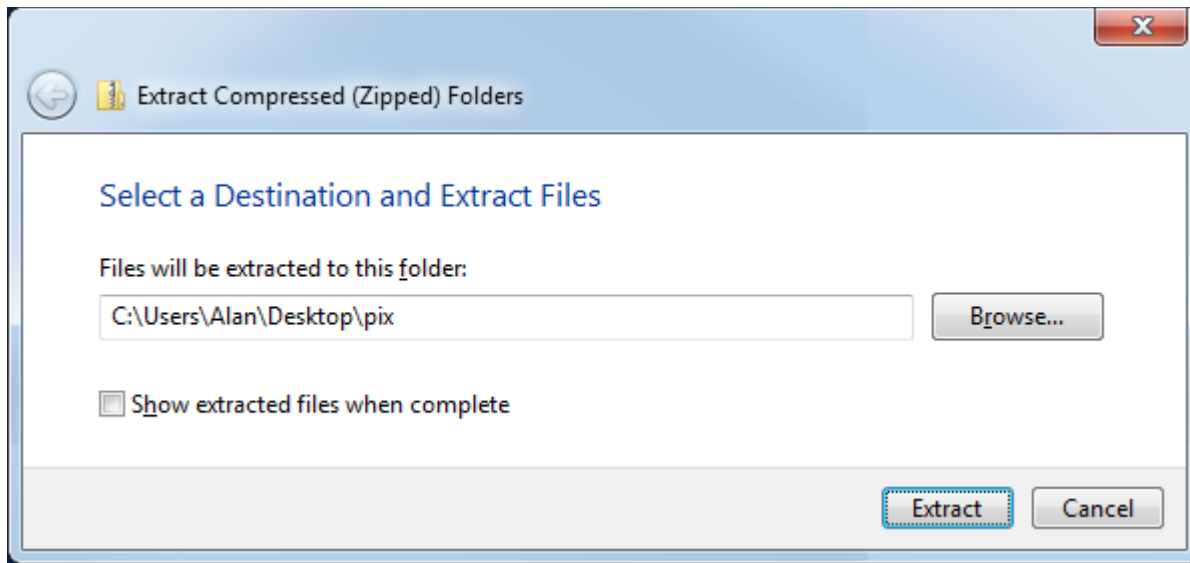 Extract Compressed (Zipped) Folders
Select a Destination and Extract Files
Files will be extracted to this folder:
C:\Users\Alan\Desktop\pix
Browse...
Show extracted files when complete
Extract
Cancel